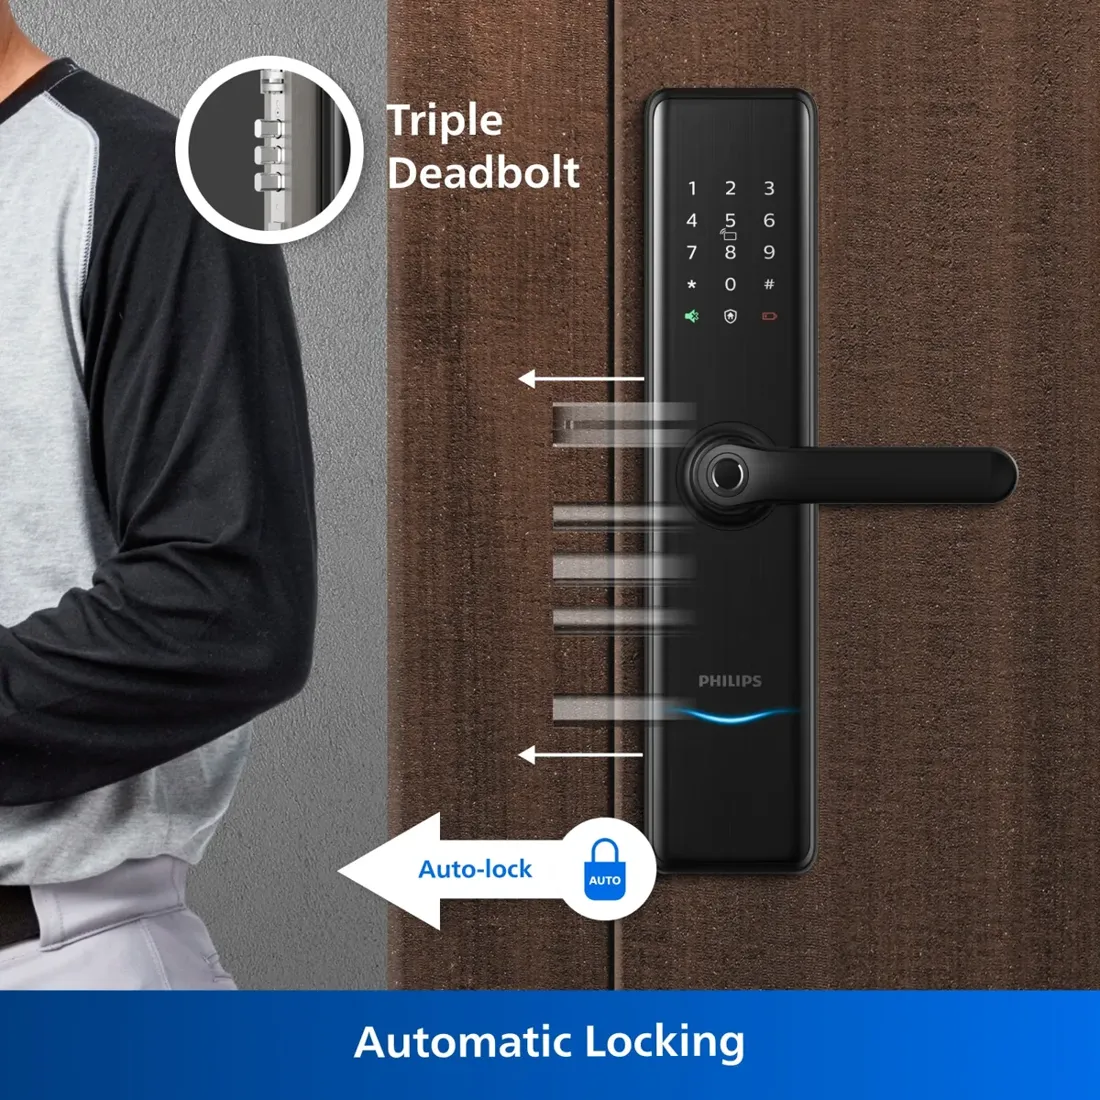 Triple
Deadbolt
1 2 3
4 5 6
7 8 9
* 0 #
PHILIPS
Auto-lock
AUTO
Automatic Locking